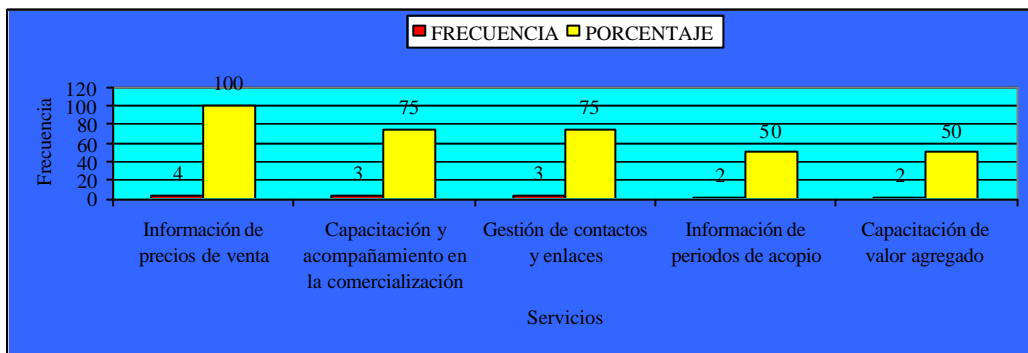 FRECUENCIA PORCENTAJE
120
100
80
60
40
20
0
Frecuencia
4 100
3 75
3 75
2 50
2 50
Información de
precios de venta
Capacitación y
acompañamiento en
la comercialización
Gestión de contactos
y enlaces
Información de
periodos de acopio
Capacitación de
valor agregado
Servicios